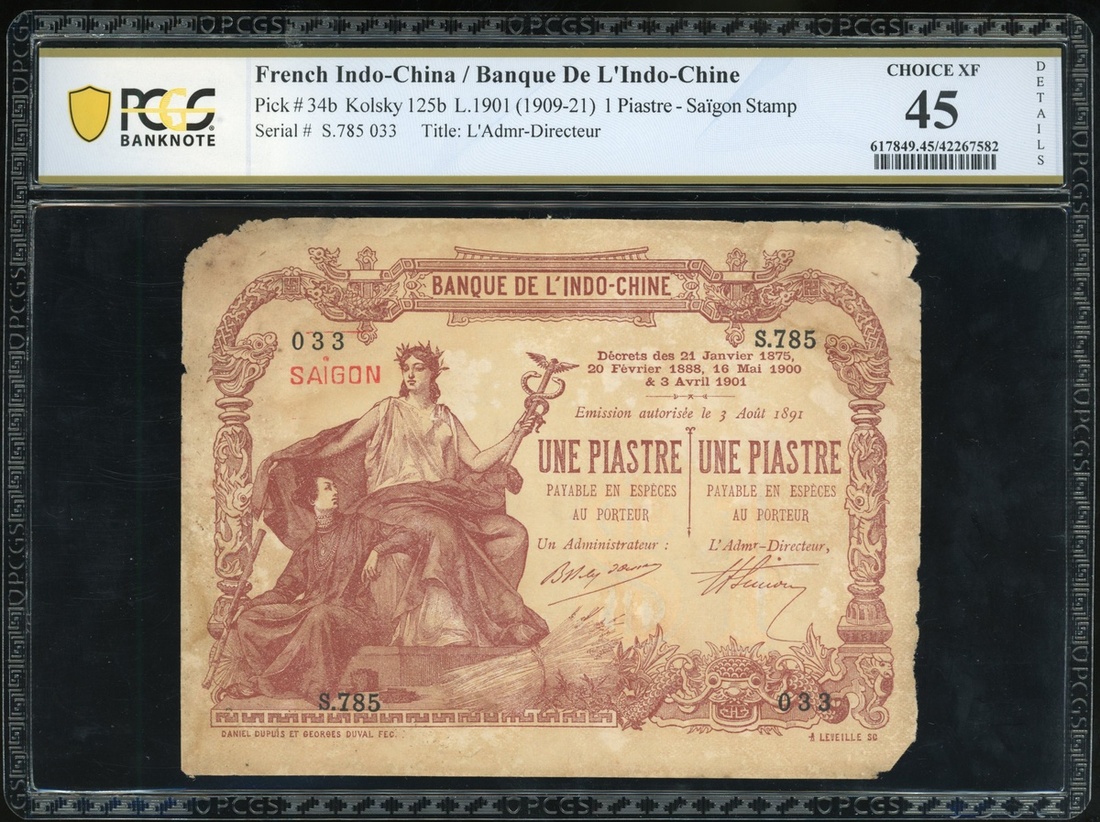 French Indo-China / Banque De L'Indo-Chine
Pick # 34b Kolsky 125b L.1901 (1909-21) 1 Piastre - Saïgon Stamp
Serial # S.785 033 Title: L'Admr-Directeur
PCGS
BANKNOTE
CHOICE XF
45
617849.45/42267582
DETAILS
BANQUE DE L'INDO-CHINE
033
S.785
SAÏGON
Décrets des 21 Janvier 1875,
20 Février 1888, 16 Mai 1900
& 3 Avril 1901
Emission autorisée le 3 Août 1891
UNE PIASTRE
PAYABLE EN ESPÈCES
AU PORTEUR
Un Administrateur :
UNE PIASTRE
PAYABLE EN ESPÈCES
AU PORTEUR
L'Admr-Directeur,
S.785
033
DANIEL DUPUIS ET GEORGES DUVAL FEC.
A LEVEILLE SC